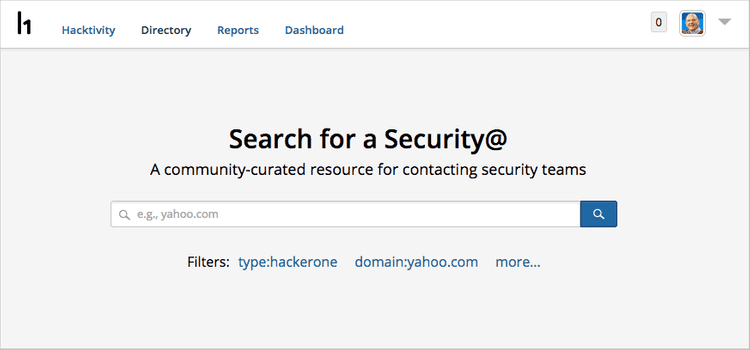 h1
Hacktivity Directory Reports Dashboard 0
Search for a Security@
A community-curated resource for contacting security teams
e.g., yahoo.com
Filters: type:hackerone domain:yahoo.com more...